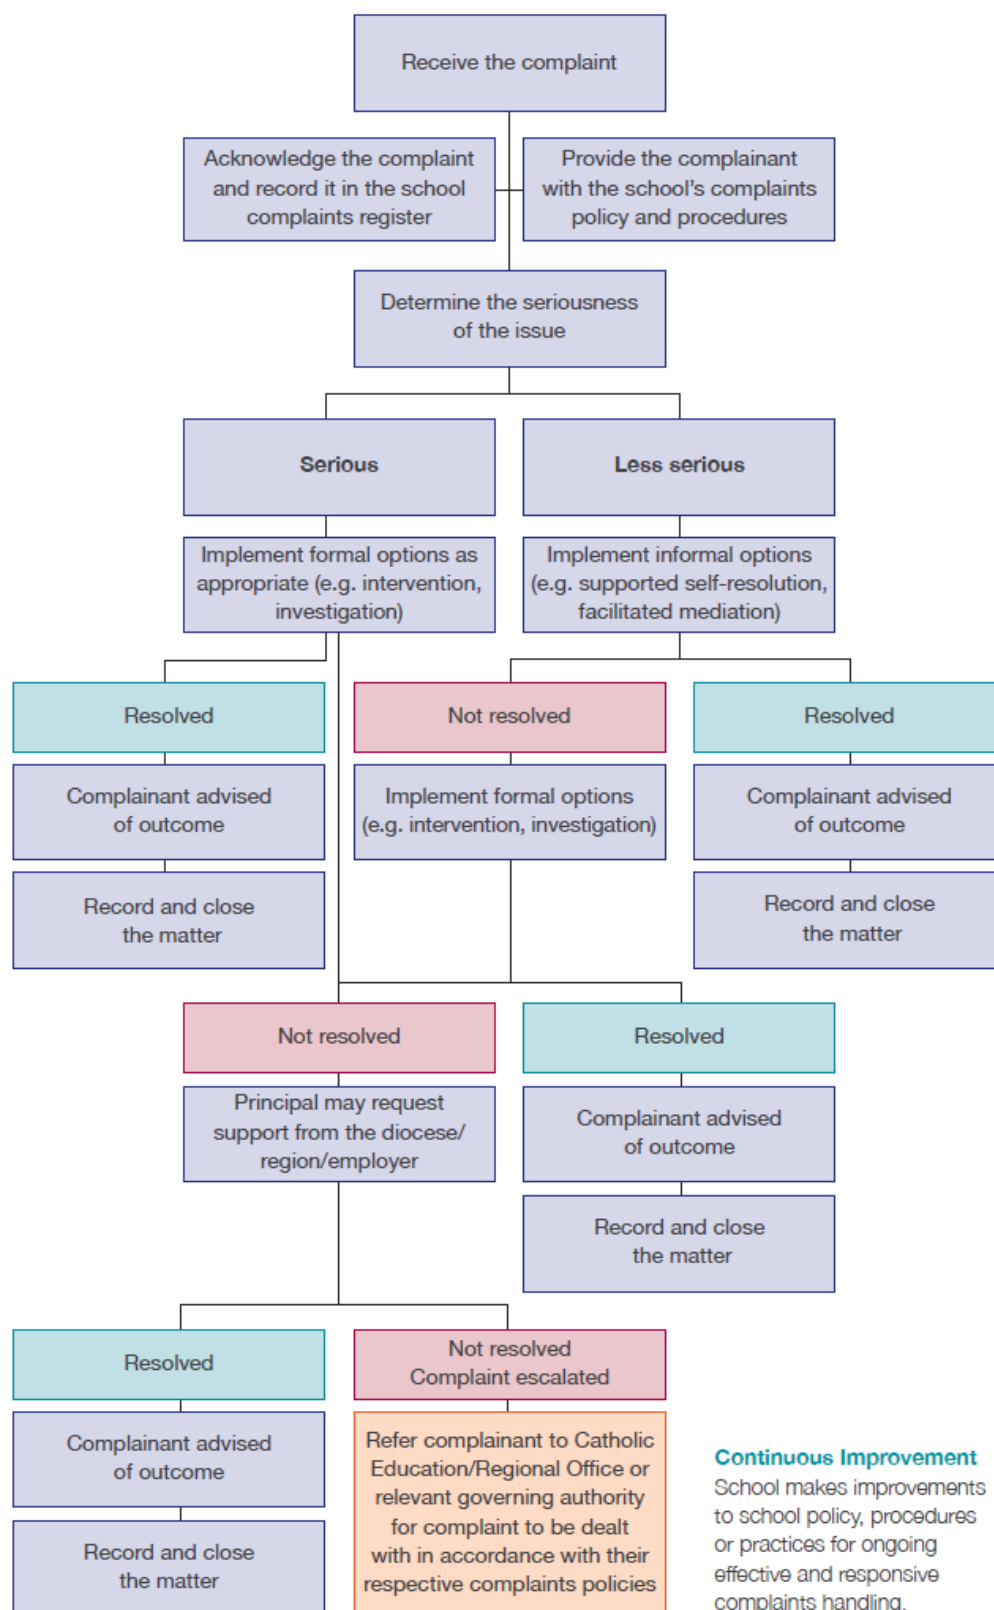 Receive the complaint
Acknowledge the complaint
and record it in the school
complaints register
Provide the complainant
with the school's complaints
policy and procedures
Determine the seriousness
of the issue
Serious
Less serious
Implement formal options as
appropriate (e.g. intervention,
investigation)
Implement informal options
(e.g. supported self-resolution,
facilitated mediation)
Resolved
Not resolved
Resolved
Complainant advised
of outcome
Implement formal options
(e.g. intervention, investigation)
Complainant advised
of outcome
Record and close
the matter
Record and close
the matter
Not resolved
Resolved
Principal may request
support from the diocese/
region/employer
Complainant advised
of outcome
Record and close
the matter
Resolved
Not resolved
Complaint escalated
Complainant advised
of outcome
Refer complainant to Catholic
Education/Regional Office or
relevant governing authority
for complaint to be dealt
with in accordance with their
respective complaints policies
Record and close
the matter
Continuous Improvement
School makes improvements
to school policy, procedures
or practices for ongoing
effective and responsive
complaints handling.